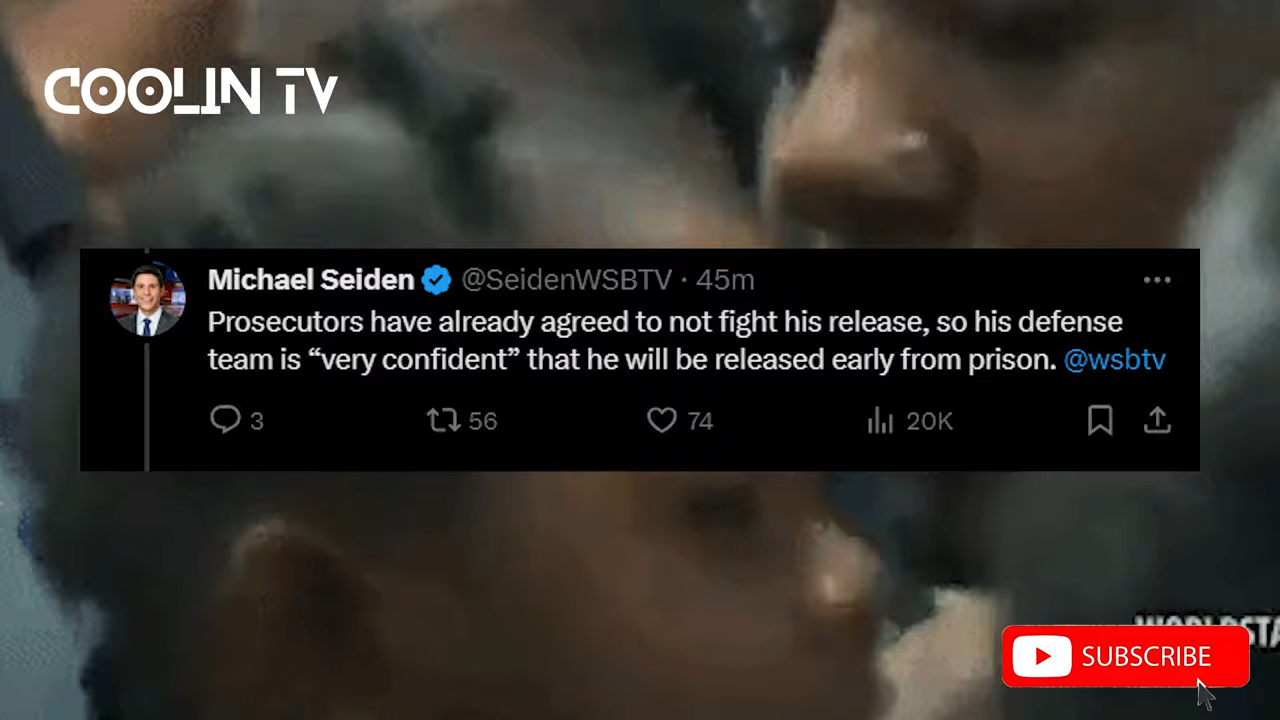 COOLIN TV
Michael Seiden @SeidenWSBTV · 45m
Prosecutors have already agreed to not fight his release, so his defense
team is “very confident” that he will be released early from prison. @wsbtv
3 56 74 20K
SUBSCRIBE